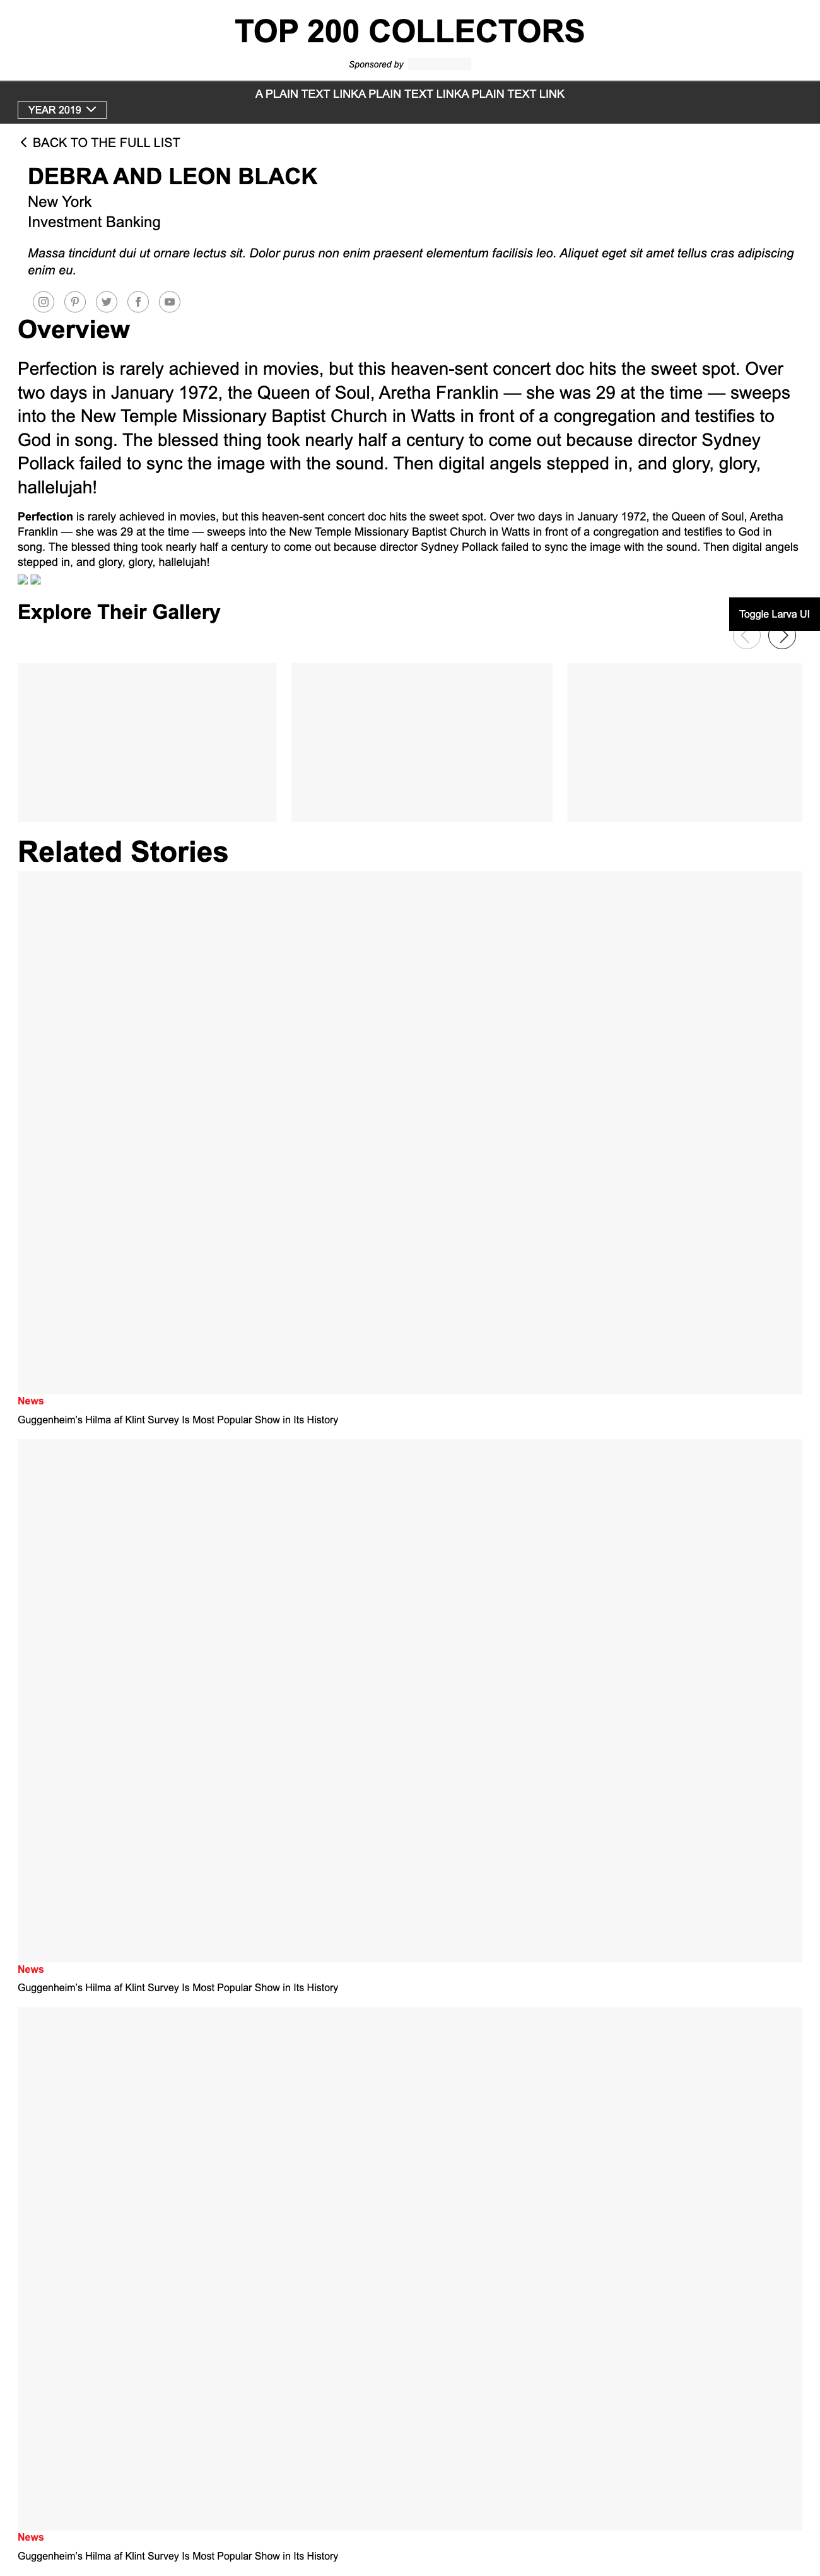 TOP 200 COLLECTORS
Sponsored by
A PLAIN TEXT LINKA PLAIN TEXT LINKA PLAIN TEXT LINK
YEAR 2019
BACK TO THE FULL LIST
DEBRA AND LEON BLACK
New York
Investment Banking
Massa tincidunt dui ut ornare lectus sit. Dolor purus non enim praesent elementum facilisis leo. Aliquet eget sit amet tellus cras adipiscing
enim eu.
Overview
Perfection is rarely achieved in movies, but this heaven-sent concert doc hits the sweet spot. Over
two days in January 1972, the Queen of Soul, Aretha Franklin — she was 29 at the time — sweeps
into the New Temple Missionary Baptist Church in Watts in front of a congregation and testifies to
God in song. The blessed thing took nearly half a century to come out because director Sydney
Pollack failed to sync the image with the sound. Then digital angels stepped in, and glory, glory,
hallelujah!
Perfection is rarely achieved in movies, but this heaven-sent concert doc hits the sweet spot. Over two days in January 1972, the Queen of Soul, Aretha
Franklin — she was 29 at the time — sweeps into the New Temple Missionary Baptist Church in Watts in front of a congregation and testifies to God in
song. The blessed thing took nearly half a century to come out because director Sydney Pollack failed to sync the image with the sound. Then digital angels
stepped in, and glory, glory, hallelujah!
Explore Their Gallery
Toggle Larva UI
Related Stories
News
Guggenheim's Hilma af Klint Survey Is Most Popular Show in Its History
News
Guggenheim's Hilma af Klint Survey Is Most Popular Show in Its History
News
Guggenheim's Hilma af Klint Survey Is Most Popular Show in Its History